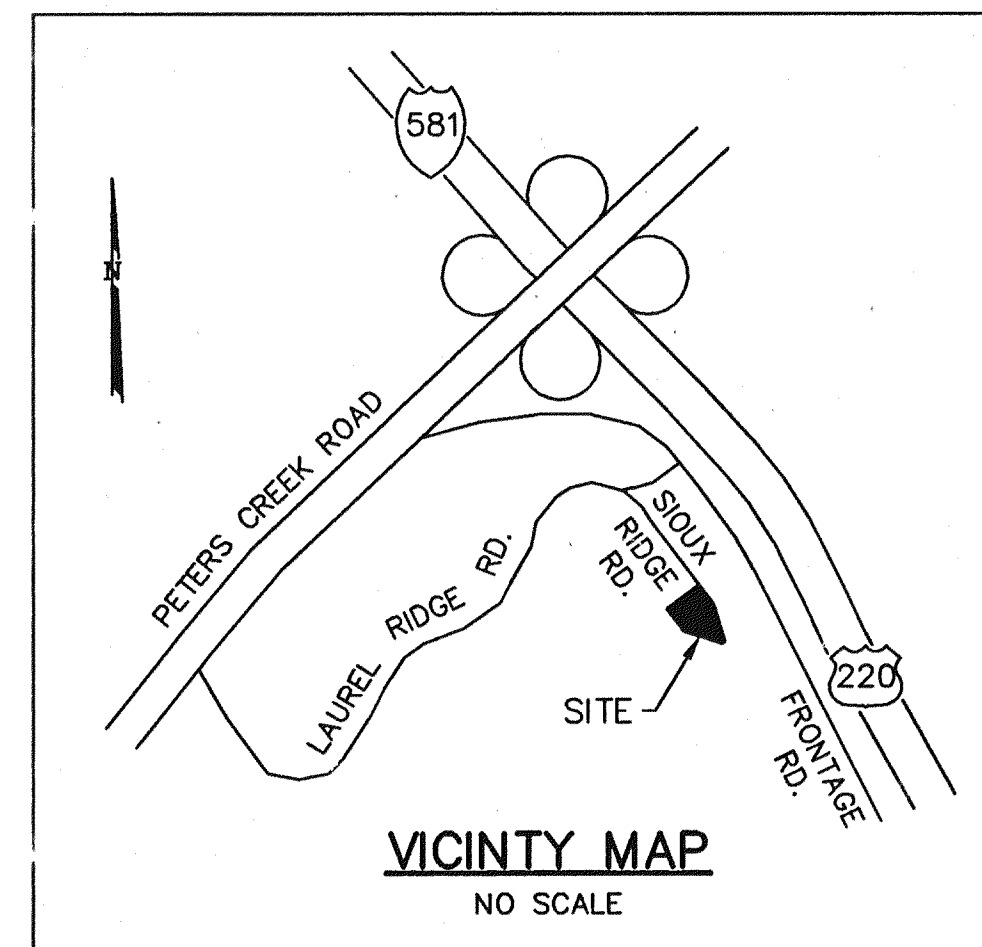 581
N
PETERS CREEK ROAD
SIOUX
RIDGE
RD.
LAUREL RIDGE RD.
SITE
220
FRONTAGE
RD.
VICINTY MAP
NO SCALE